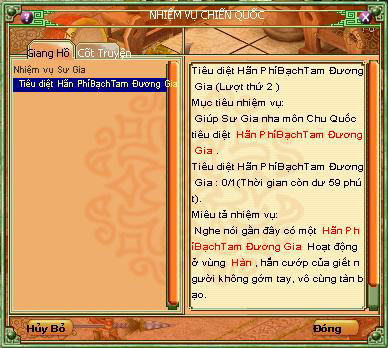 NHIỆM VỤ CHIẾN QUỐC
Giang Hồ
Cốt Truyện
Nhiệm vụ Sư Gia
Tiêu diệt Hãn PhíBạchTam Đương Gia
Tiêu diệt Hãn PhíBạchTam Đương
Gia (Lượt thứ 2 )
Mục tiêu nhiệm vụ:
Giúp Sư Gia nha môn Chu Quốc
tiêu diệt Hãn PhíBạchTam Đương
Gia .
Tiêu diệt Hãn PhíBạchTam Đương
Gia : 0/1(Thời gian còn dư 59 phú
t).
Miêu tả nhiệm vụ:
Nghe nói gần đây có một Hãn Ph
íBạchTam Đương Gia Hoạt động
ở vùng Hàn , hắn cướp của giết n
gười không gớm tay, vô cùng tàn b
ạo.
Hủy Bỏ
Đóng